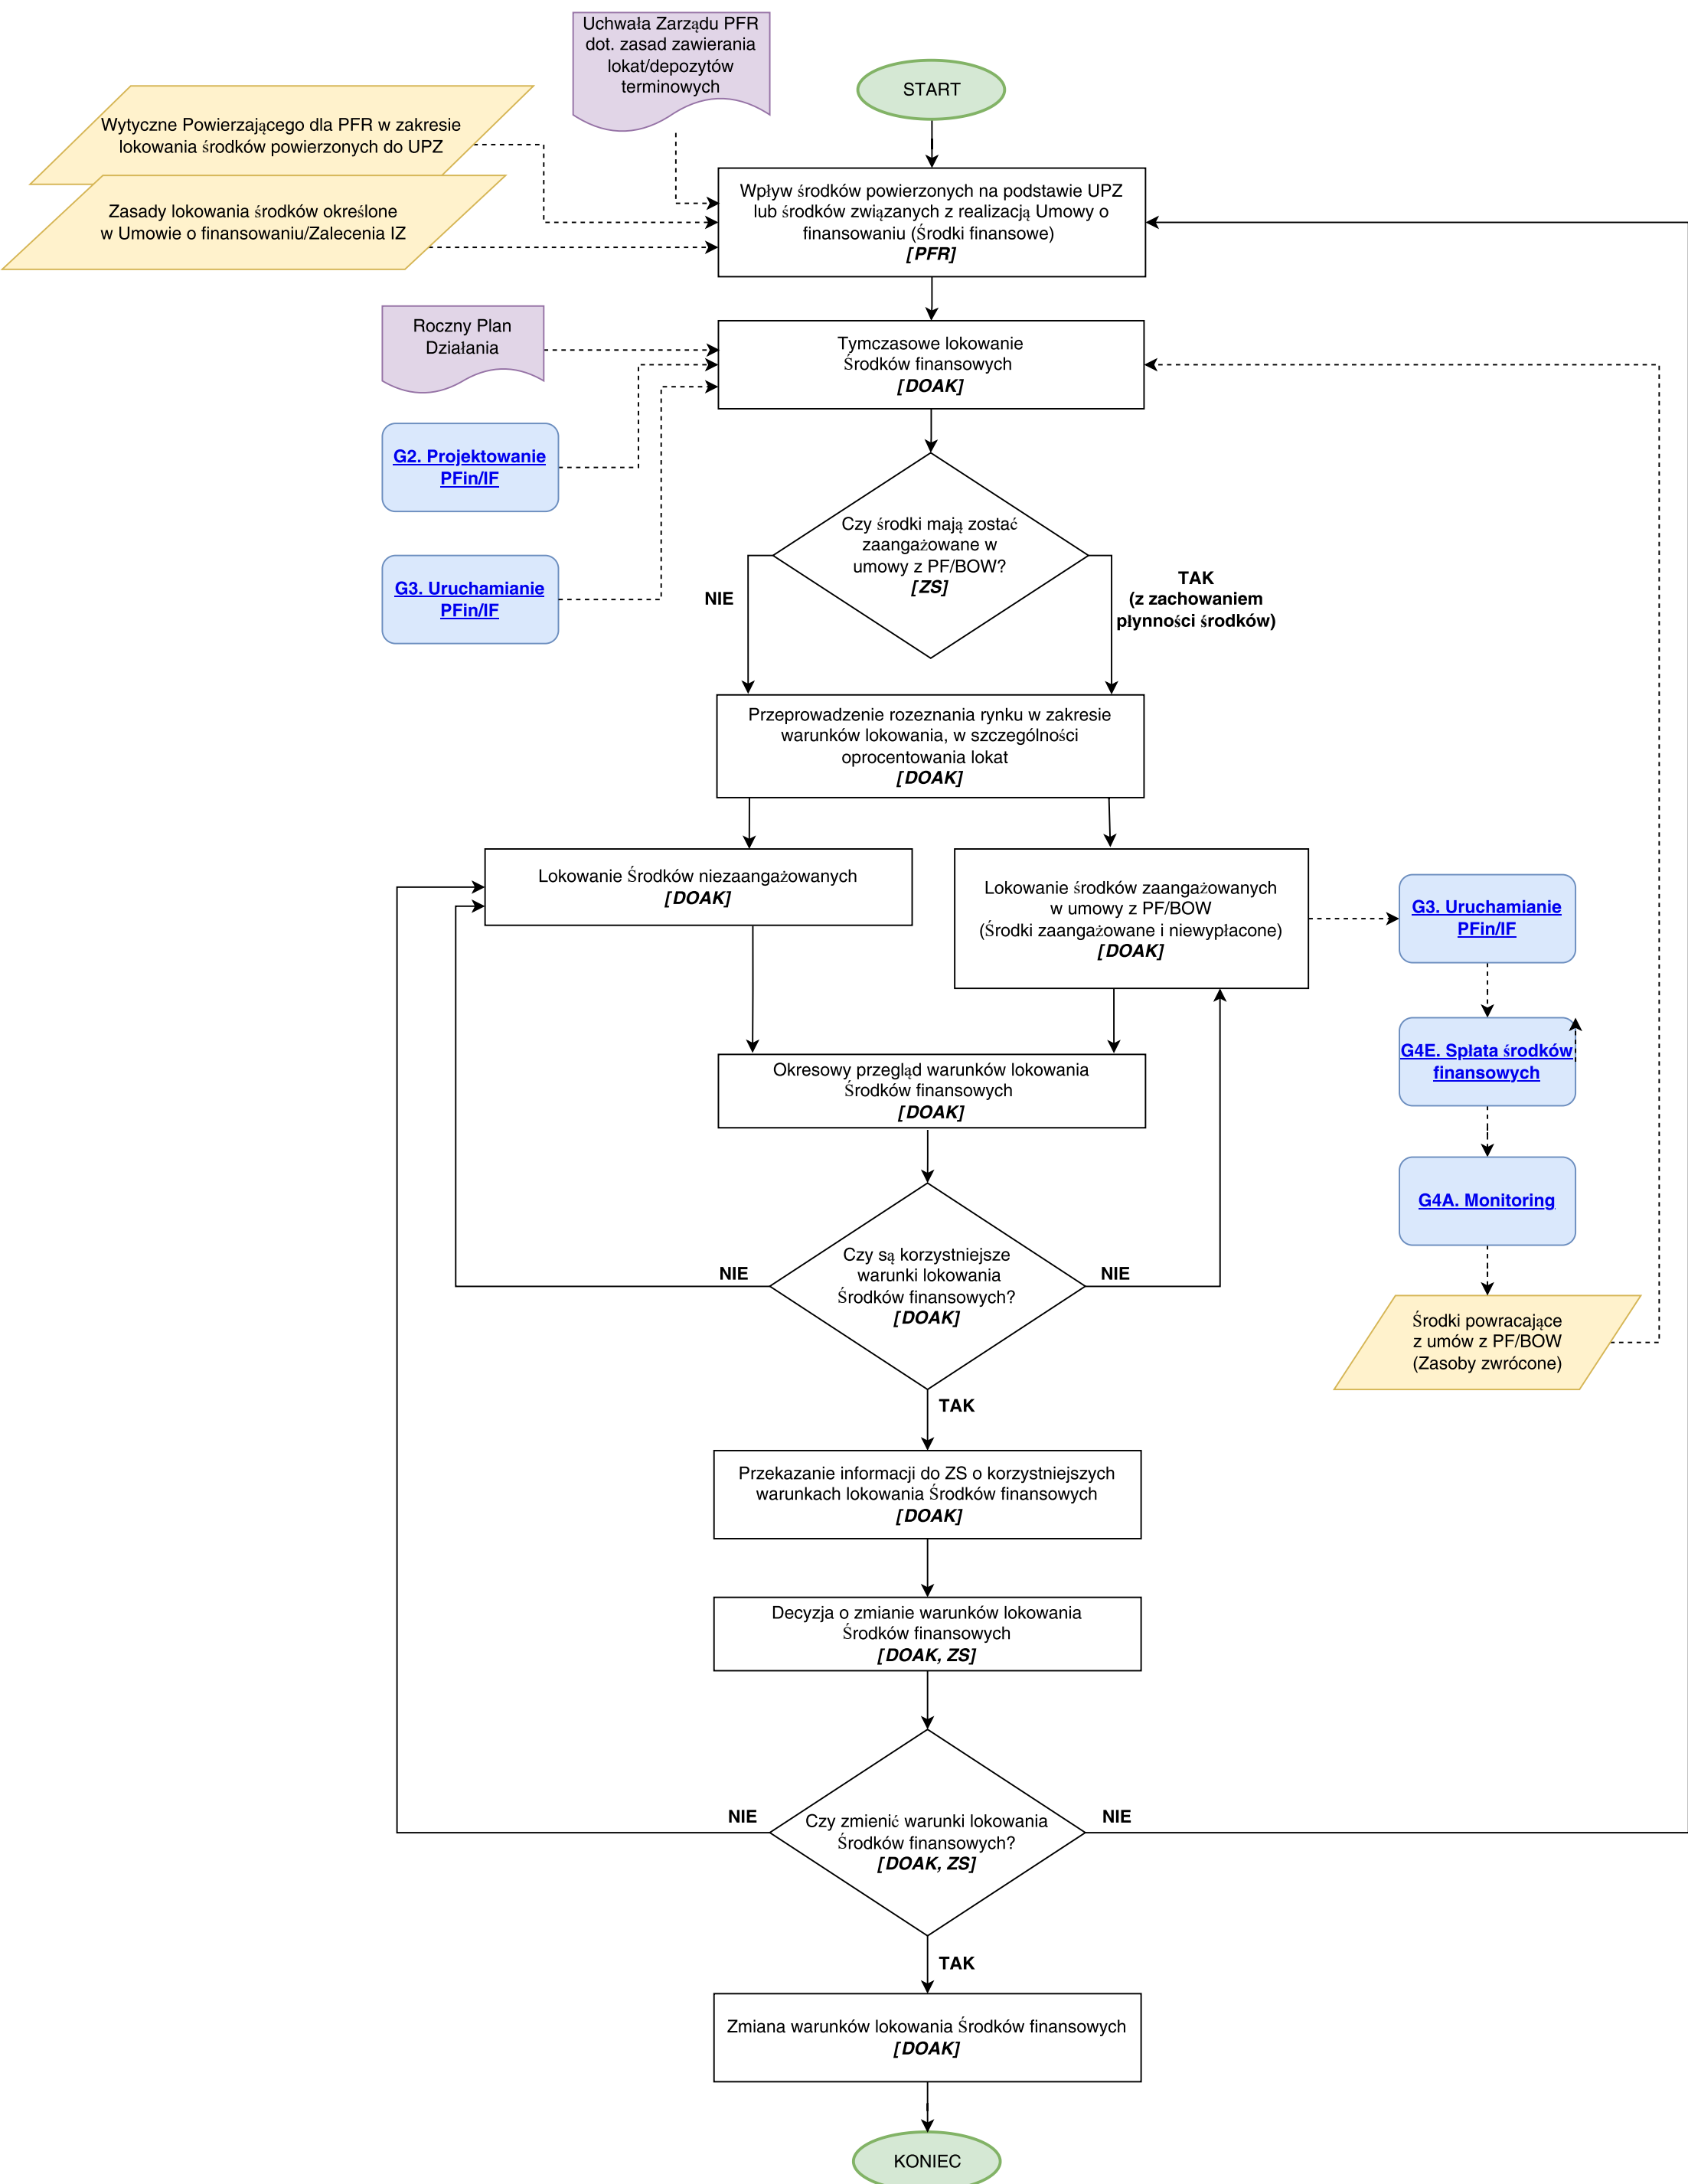 Uchwała Zarządu PFR
dot. zasad zawierania
lokat/depozytów
terminowych
START
Wytyczne Powierzającego dla PFR w zakresie
lokowania środków powierzonych do UPZ
Zasady lokowania środków określone
w Umowie o finansowaniu/Zalecenia IZ
Wpływ środków powierzonych na podstawie UPZ
lub środków związanych z realizacją Umowy o
finansowaniu (Środki finansowe)
[PFR]
Roczny Plan
Działania
Tymczasowe lokowanie
Środków finansowych
[DOAK]
G2. Projektowanie
PFin/IF
G3. Uruchamianie
PFin/IF
Czy środki mają zostać
zaangażowane w
umowy z PF/BOW?
[ZS]
NIE
TAK
(z zachowaniem
płynności środków)
Przeprowadzenie rozeznania rynku w zakresie
warunków lokowania, w szczególności
oprocentowania lokat
[DOAK]
Lokowanie Środków niezaangażowanych
[DOAK]
Lokowanie środków zaangażowanych
w umowy z PF/BOW
(Środki zaangażowane i niewypłacone)
[DOAK]
G3. Uruchamianie
PFin/IF
G4E. Spłata środków
finansowych
G4A. Monitoring
Środki powracające
z umów z PF/BOW
(Zasoby zwrócone)
Okresowy przegląd warunków lokowania
Środków finansowych
[DOAK]
Czy są korzystniejsze
warunki lokowania
Środków finansowych?
[DOAK]
NIE
NIE
TAK
Przekazanie informacji do ZS o korzystniejszych
warunkach lokowania Środków finansowych
[DOAK]
Decyzja o zmianie warunków lokowania
Środków finansowych
[DOAK, ZS]
Czy zmienić warunki lokowania
Środków finansowych?
[DOAK, ZS]
NIE
NIE
TAK
Zmiana warunków lokowania Środków finansowych
[DOAK]
KONIEC